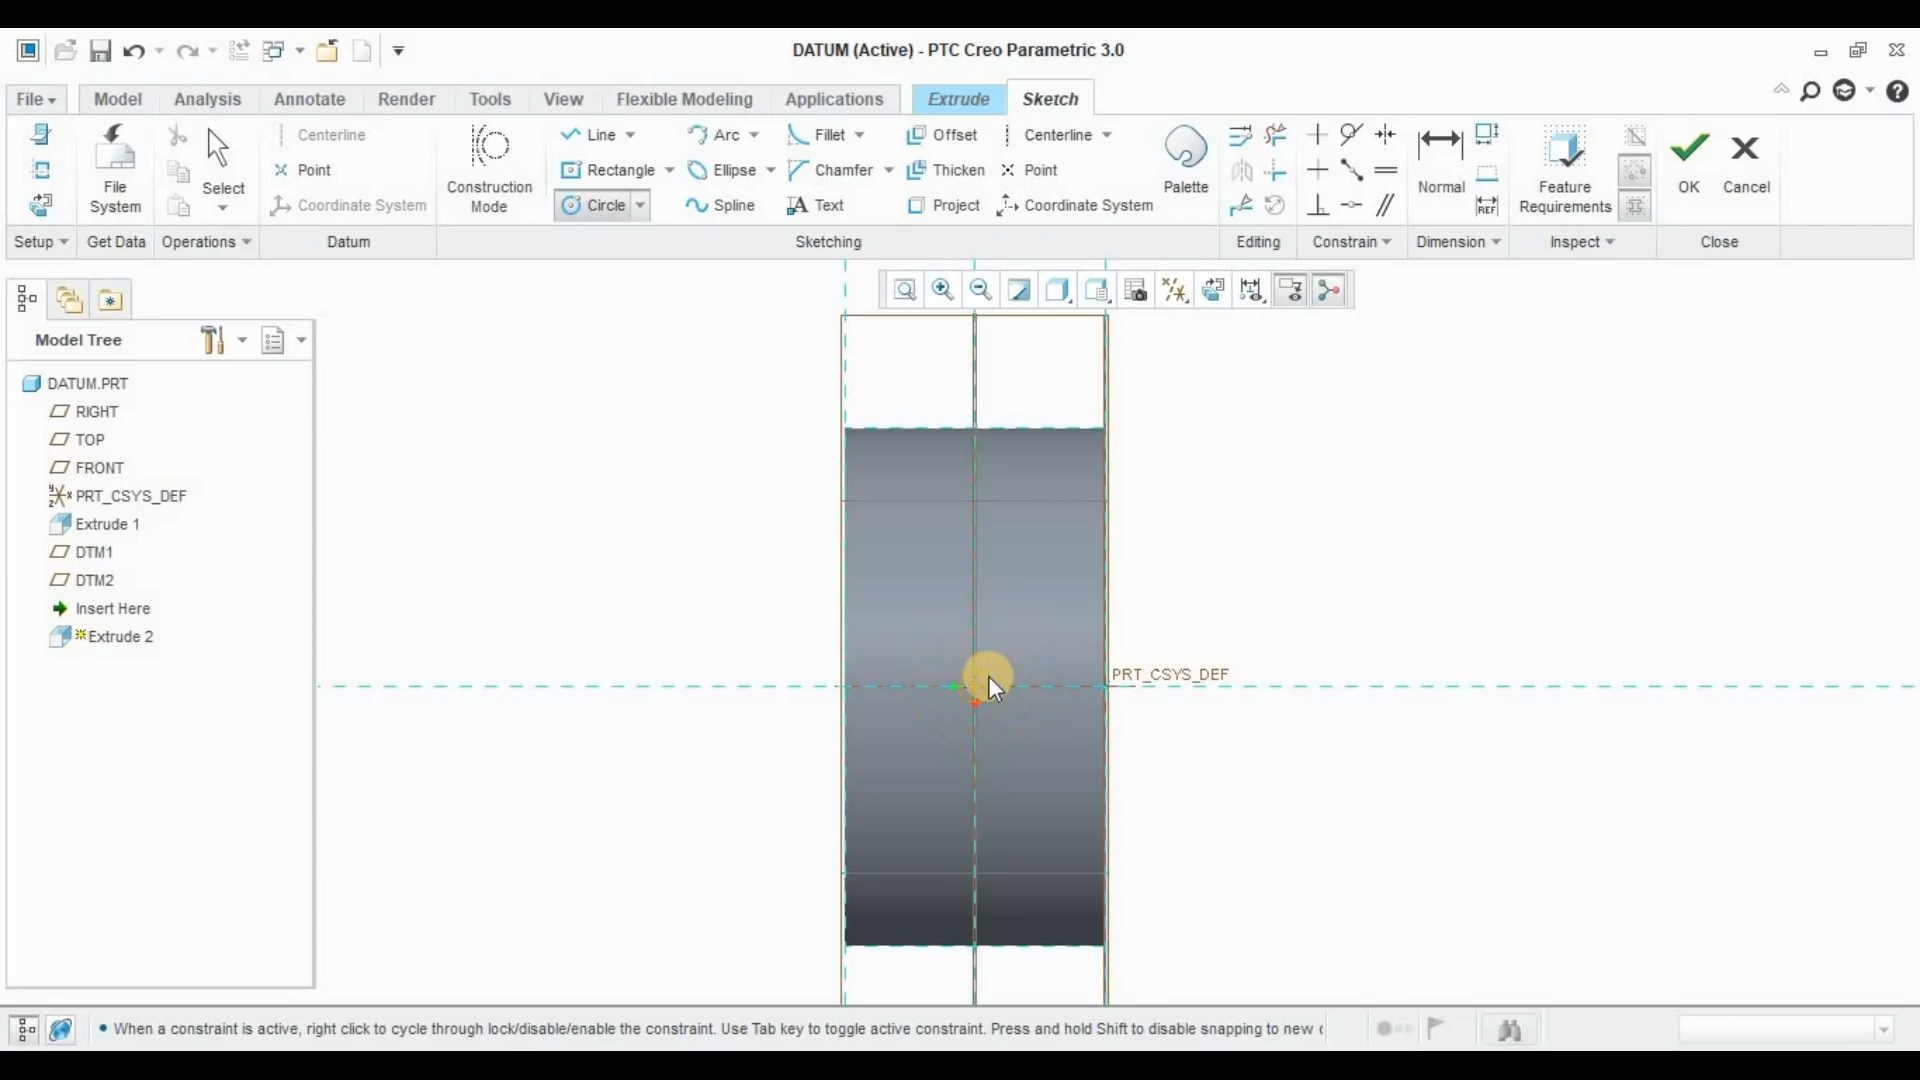 DATUM (Active) - PTC Creo Parametric 3.0
File Model Analysis Annotate Render Tools View Flexible Modeling Applications Extrude Sketch
Centerline Line Arc Fillet Offset Centerline
Point Rectangle Ellipse Chamfer Thicken Point
Coordinate System Circle Spline Text Project Coordinate System
File System Select Construction Mode Palette Normal Feature Requirements OK Cancel
REF
Setup Get Data Operations Datum Sketching Editing Constrain Dimension Inspect Close
Model Tree
DATUM.PRT
RIGHT
TOP
FRONT
PRT_CSYS_DEF
Extrude 1
DTM1
DTM2
Insert Here
Extrude 2
PRT_CSYS_DEF
When a constraint is active, right click to cycle through lock/disable/enable the constraint. Use Tab key to toggle active constraint. Press and hold Shift to disable snapping to new